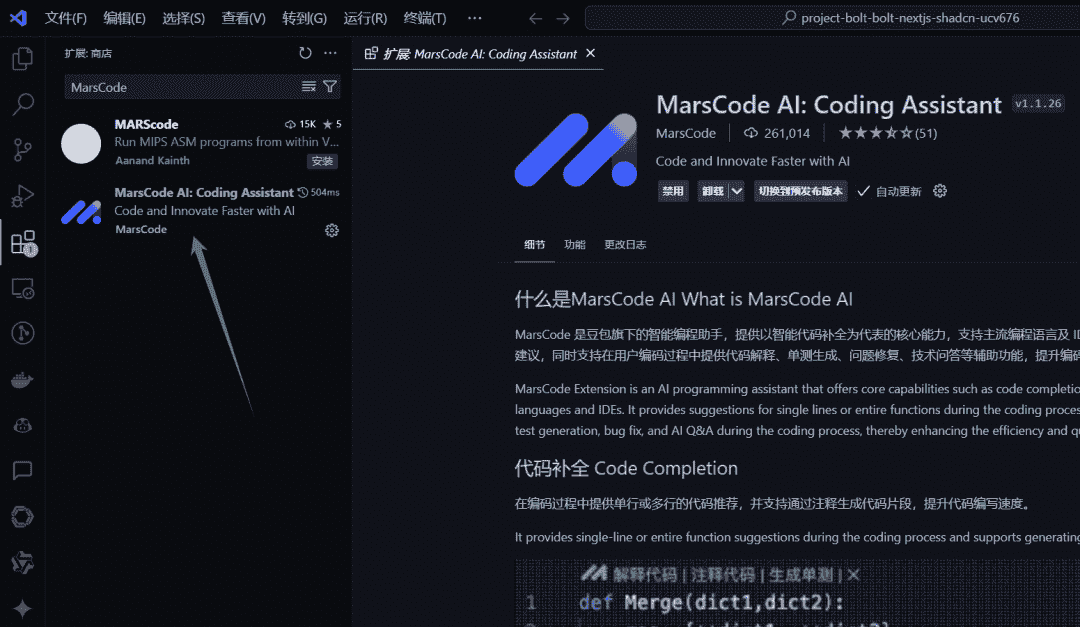 文件(F) 编辑(E) 选择(S) 查看(V) 转到(G) 运行(R) 终端(T) ··· project-bolt-bolt-nextjs-shadcn-ucv676
扩展: 商店
扩展: MarsCode AI: Coding Assistant
MarsCode
MARScode 15K 5
Run MIPS ASM programs from within V...
Aanand Kainth 安装
MarsCode AI: Coding Assistant 504ms
Code and Innovate Faster with AI
MarsCode
1
MarsCode AI: Coding Assistant v1.1.26
MarsCode 261,014 (51)
Code and Innovate Faster with AI
禁用 卸载 切换到预发布版本 自动更新
细节 功能 更改日志
什么是MarsCode AI What is MarsCode AI
MarsCode 是豆包旗下的智能编程助手，提供以智能代码补全为代表的核心能力，支持主流编程语言及
建议，同时支持在用户编码过程中提供代码解释、单测生成、问题修复、技术问答等辅助功能，提升编码
MarsCode Extension is an AI programming assistant that offers core capabilities such as code completio
languages and IDEs. It provides suggestions for single lines or entire functions during the coding proces
test generation, bug fix, and AI Q&A during the coding process, thereby enhancing the efficiency and qu
代码补全 Code Completion
在编码过程中提供单行或多行的代码推荐，并支持通过注释生成代码片段，提升代码编写速度。
It provides single-line or entire function suggestions during the coding process and supports generating
解释代码 | 注释代码 | 生成单测 | ×
1 def Merge(dict1,dict2):